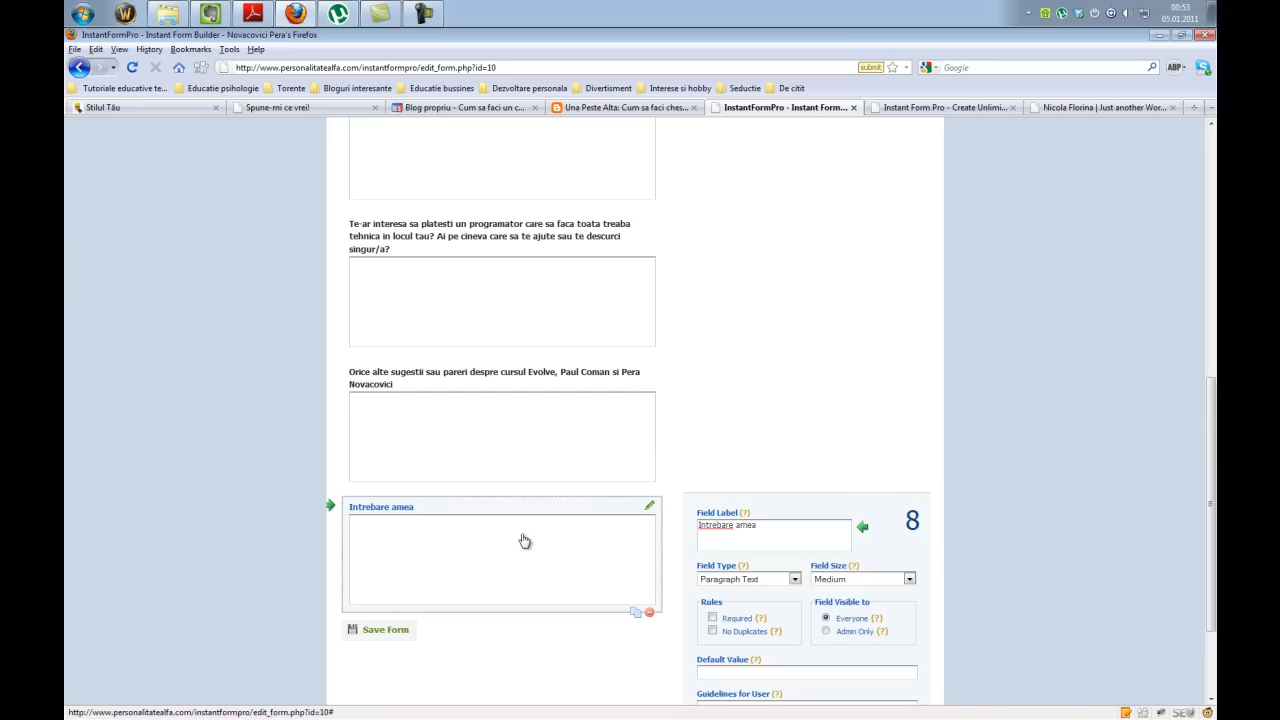 00:53
05.01.2011
InstantFormPro - Instant Form Builder - Novacovici Pera's Firefox
File Edit View History Bookmarks Tools Help
http://www.personalitatealfa.com/instantformpro/edit_form.php?id=10
submit
Google
ABP
Tutoriale educative te... Educatie psihologie Torente Bloguri interesante Educatie bussines Dezvoltare personala Divertisment Interese si hobby Seductie De citit
Stilul Tău Spune-mi ce vrei! Blog propriu – Cum sa faci un c... Una Peste Alta: Cum sa faci ches... InstantFormPro - Instant Form... Instant Form Pro - Create Unlimi... Nicola Florina | Just another Wor...
Te-ar interesa sa platesti un programator care sa faca toata treaba
tehnica in locul tau? Ai pe cineva care sa te ajute sau te descurci
singur/a?
Orice alte sugestii sau pareri despre cursul Evolve, Paul Coman si Pera
Novacovici
Intrebare amea
Save Form
Field Label (?)
8
Intrebare amea
Field Type (?) Field Size (?)
Paragraph Text Medium
Rules Field Visible to
Required (?) Everyone (?)
No Duplicates (?) Admin Only (?)
Default Value (?)
Guidelines for User (?)
http://www.personalitatealfa.com/instantformpro/edit_form.php?id=10#